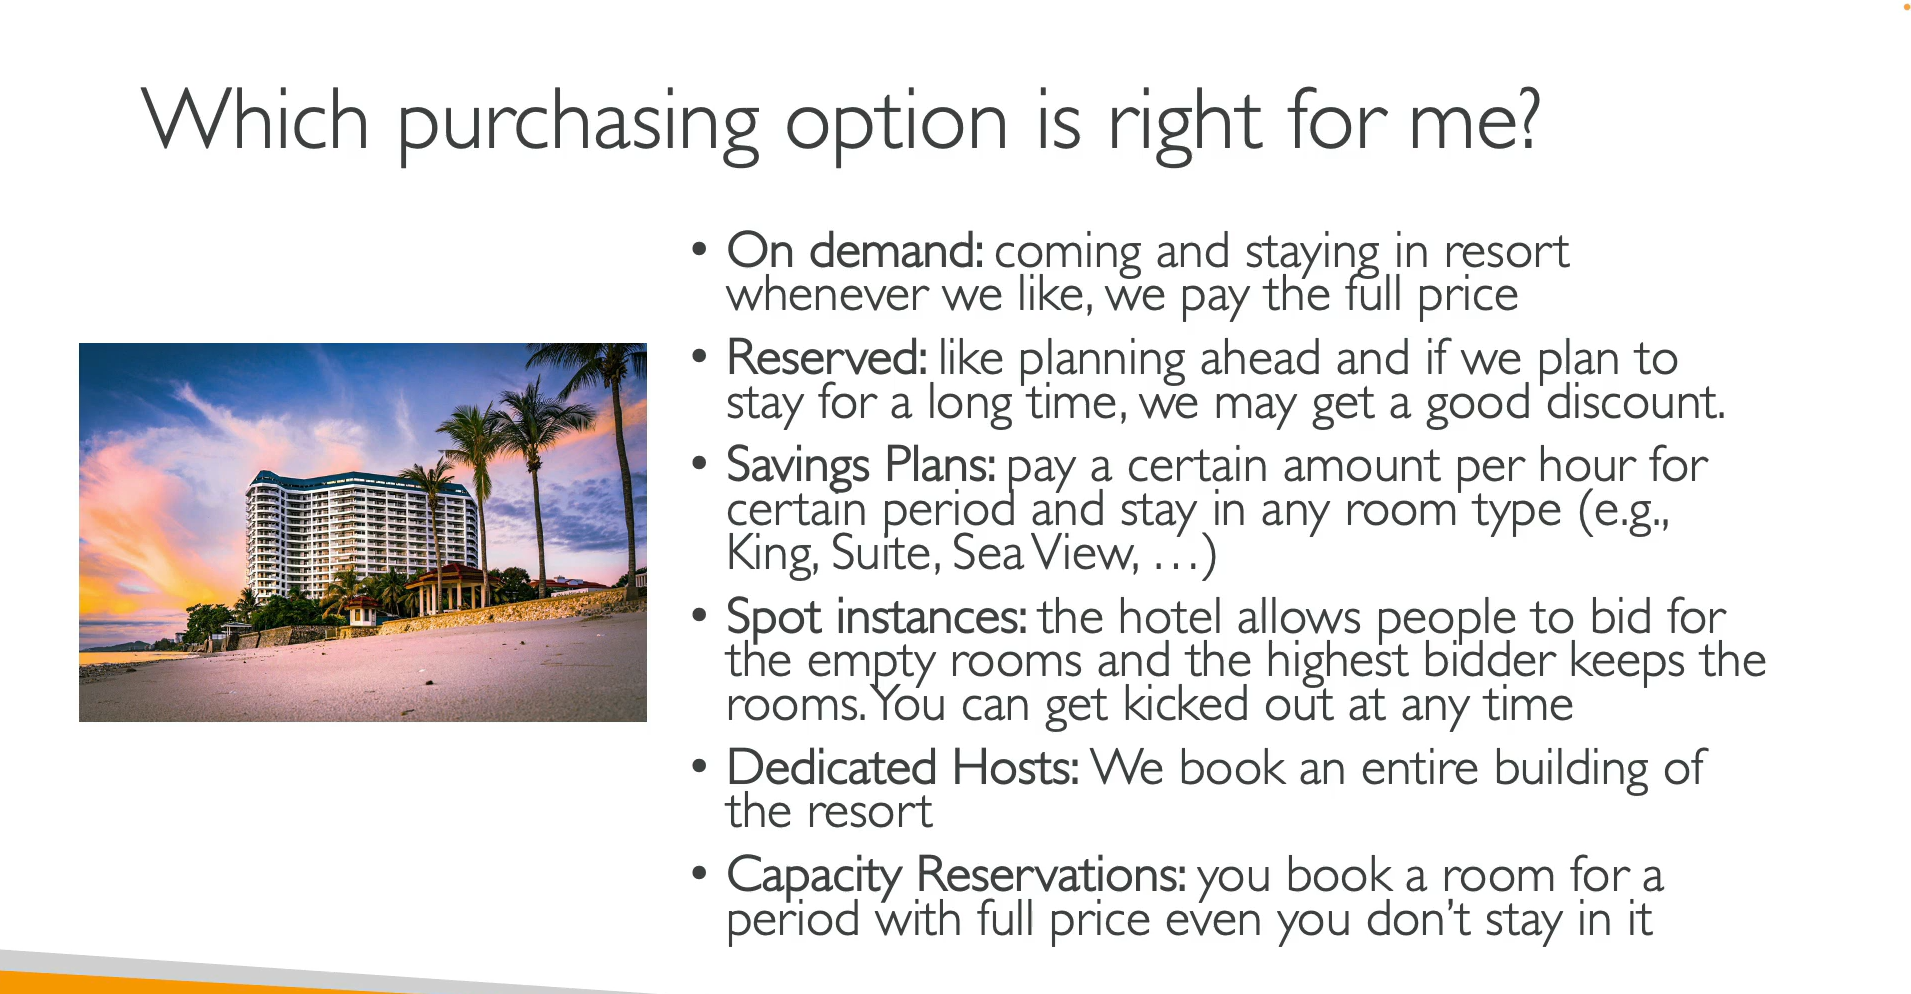 Which purchasing option is right for me?
• On demand: coming and staying in resort
whenever we like, we pay the full price
• Reserved: like planning ahead and if we plan to
stay for a long time, we may get a good discount.
• Savings Plans: pay a certain amount per hour for
certain period and stay in any room type (e.g.,
King, Suite, Sea View, …)
• Spot instances: the hotel allows people to bid for
the empty rooms and the highest bidder keeps the
rooms. You can get kicked out at any time
• Dedicated Hosts: We book an entire building of
the resort
• Capacity Reservations: you book a room for a
period with full price even you don’t stay in it